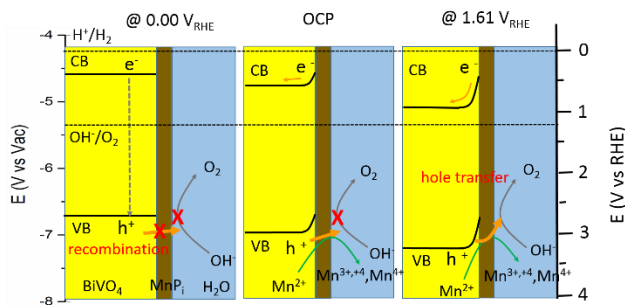 @ 0.00 V_RHE OCP @ 1.61 V_RHE
E (V vs Vac)
-4
-5
-6
-7
-8
H⁺/H₂
CB e⁻
OH⁻/O₂
O₂
VB h⁺
recombination
OH⁻
BiVO₄ MnPᵢ H₂O
CB e⁻
O₂
VB h⁺
OH⁻
Mn²⁺ Mn³⁺,⁺⁴,Mn⁴⁺
CB e⁻
O₂
hole transfer
VB h⁺
OH⁻
Mn²⁺ Mn³⁺,⁺⁴,Mn⁴⁺
0
1
2
3
4
E (V vs RHE)